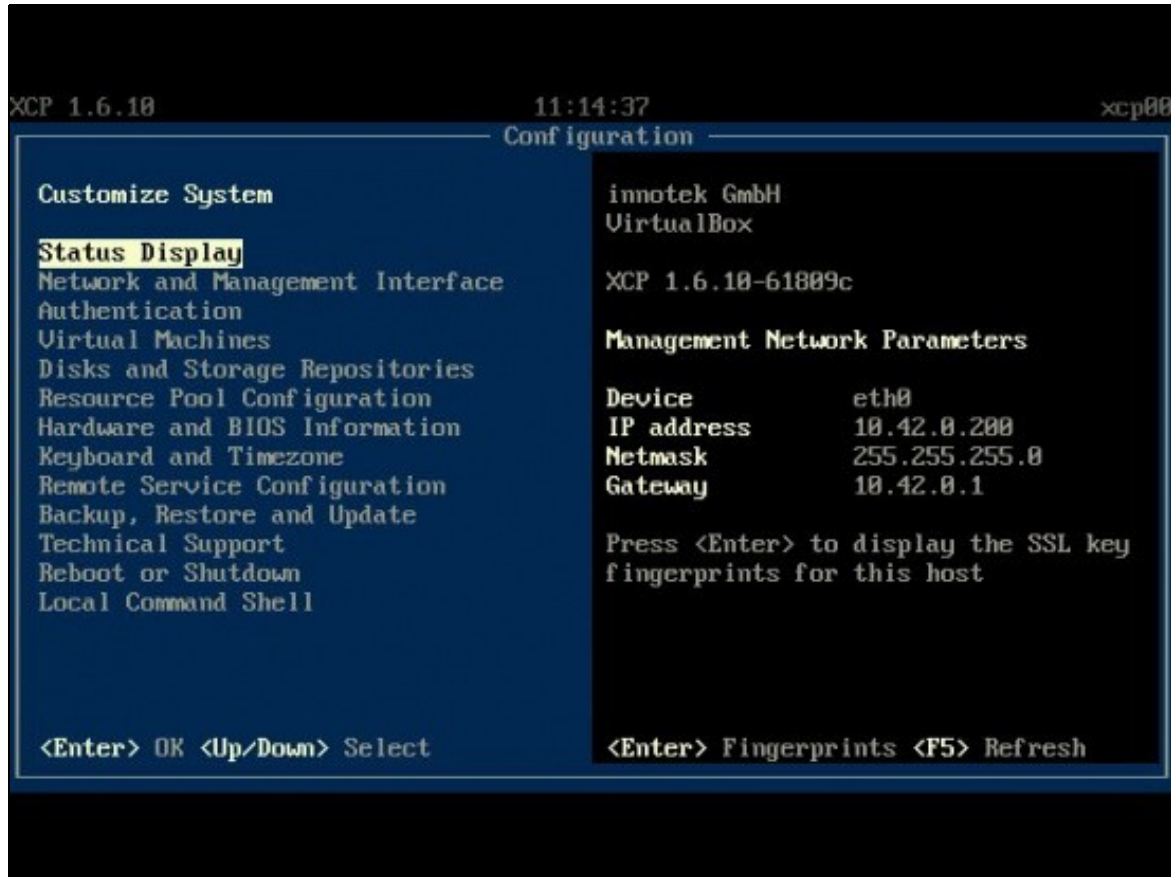 XCP 1.6.10 11:14:37 xcp00
Configuration
Customize System
Status Display
Network and Management Interface
Authentication
Virtual Machines
Disks and Storage Repositories
Resource Pool Configuration
Hardware and BIOS Information
Keyboard and Timezone
Remote Service Configuration
Backup, Restore and Update
Technical Support
Reboot or Shutdown
Local Command Shell
<Enter> OK <Up/Down> Select
innotek GmbH
VirtualBox
XCP 1.6.10-61809c
Management Network Parameters
Device eth0
IP address 10.42.0.200
Netmask 255.255.255.0
Gateway 10.42.0.1
Press <Enter> to display the SSL key
fingerprints for this host
<Enter> Fingerprints <F5> Refresh